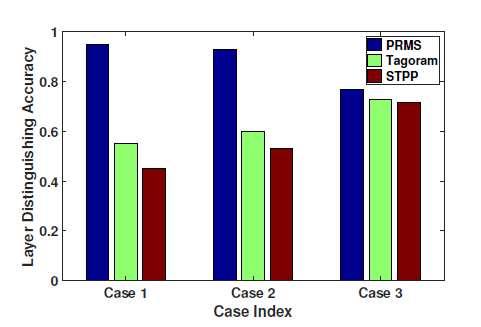 PRMS
Tagoram
STPP
Layer Distinguishing Accuracy
1
0.8
0.6
0.4
0.2
0
Case 1 Case 2 Case 3
Case Index